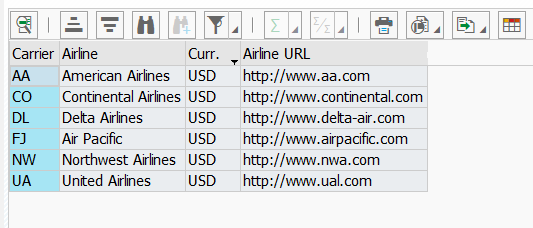 Carrier Airline Curr. Airline URL
AA American Airlines USD http://www.aa.com
CO Continental Airlines USD http://www.continental.com
DL Delta Airlines USD http://www.delta-air.com
FJ Air Pacific USD http://www.airpacific.com
NW Northwest Airlines USD http://www.nwa.com
UA United Airlines USD http://www.ual.com